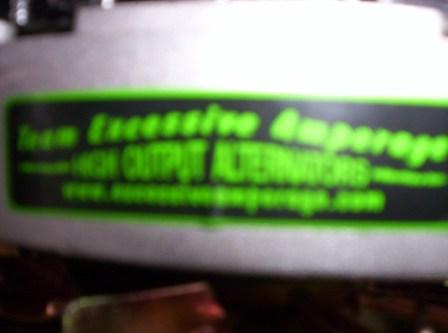 Team Excessive Amperage
HIGH OUTPUT ALTERNATORS
www.excessiveamperage.com